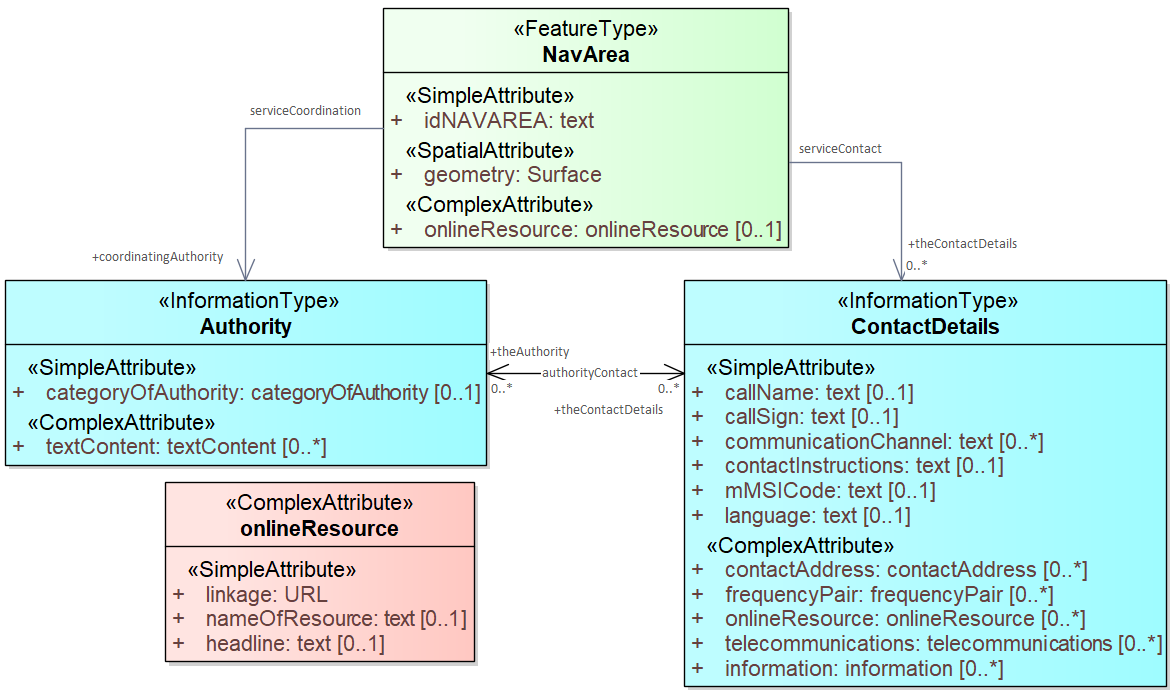 «FeatureType»
NavArea
«SimpleAttribute»
+ idNAVAREA: text
«SpatialAttribute»
+ geometry: Surface
«ComplexAttribute»
+ onlineResource: onlineResource [0..1]
serviceCoordination
serviceContact
+coordinatingAuthority
+theContactDetails
0..*
«InformationType»
Authority
«SimpleAttribute»
+ categoryOfAuthority: categoryOfAuthority [0..1]
«ComplexAttribute»
+ textContent: textContent [0..*]
+theAuthority
authorityContact
0..*
0..*
+theContactDetails
«InformationType»
ContactDetails
«SimpleAttribute»
+ callName: text [0..1]
+ callSign: text [0..1]
+ communicationChannel: text [0..*]
+ contactInstructions: text [0..1]
+ mMSICode: text [0..1]
+ language: text [0..1]
«ComplexAttribute»
+ contactAddress: contactAddress [0..*]
+ frequencyPair: frequencyPair [0..*]
+ onlineResource: onlineResource [0..*]
+ telecommunications: telecommunications [0..*]
+ information: information [0..*]
«ComplexAttribute»
onlineResource
«SimpleAttribute»
+ linkage: URL
+ nameOfResource: text [0..1]
+ headline: text [0..1]